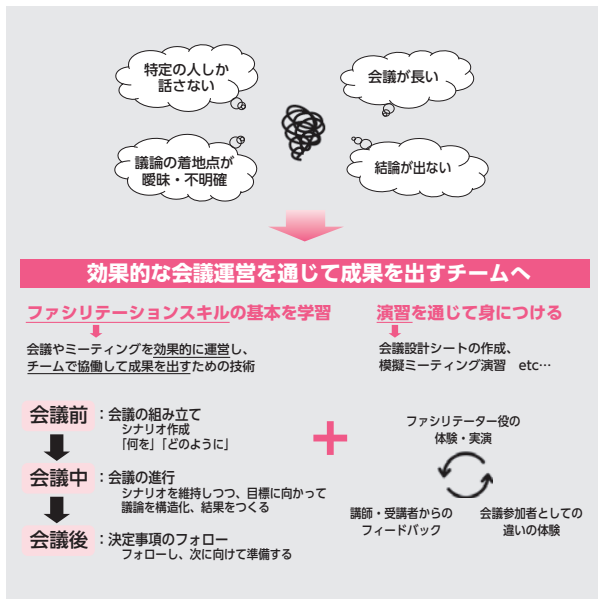 特定の人しか
話さない
会議が長い
議論の着地点が
曖昧・不明確
結論が出ない
効果的な会議運営を通じて成果を出すチームへ
ファシリテーションスキルの基本を学習
会議やミーティングを効果的に運営し、
チームで協働して成果を出すための技術
会議前：会議の組み立て
シナリオ作成
「何を」「どのように」
会議中：会議の進行
シナリオを維持しつつ、目標に向かって
議論を構造化、結果をつくる
会議後：決定事項のフォロー
フォローし、次に向けて準備する
演習を通じて身につける
会議設計シートの作成、
模擬ミーティング演習　etc…
ファシリテーター役の
体験・実演
講師・受講者からの
フィードバック
会議参加者としての
違いの体験